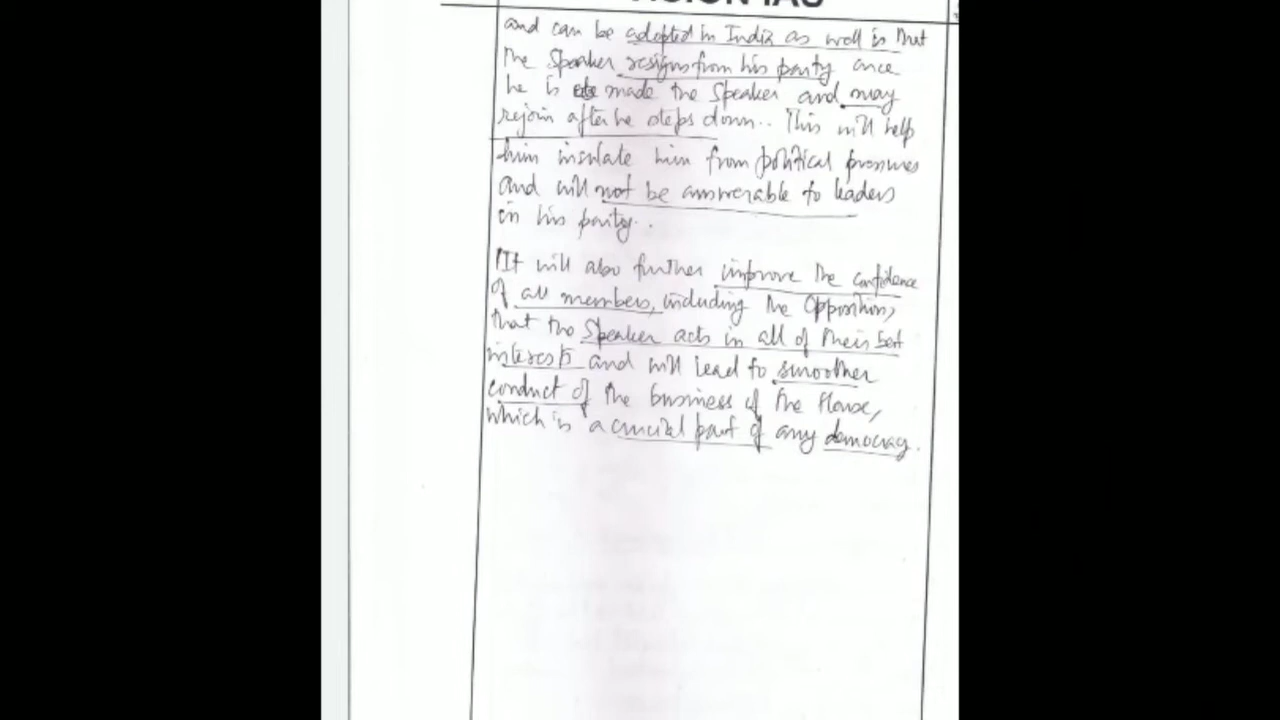 VISION IAS
and can be adopted in India as well is that
the Speaker resigns from his party once
he is made the Speaker and may
rejoin after he steps down.. This will help
him insulate him from political pressures
and will not be answerable to leaders
in his party..
It will also further improve the confidence
of all members, including the Opposition,
that the Speaker acts in all of their best
interests and will lead to smoother
conduct of the business of the House,
which is a crucial part of any democracy.